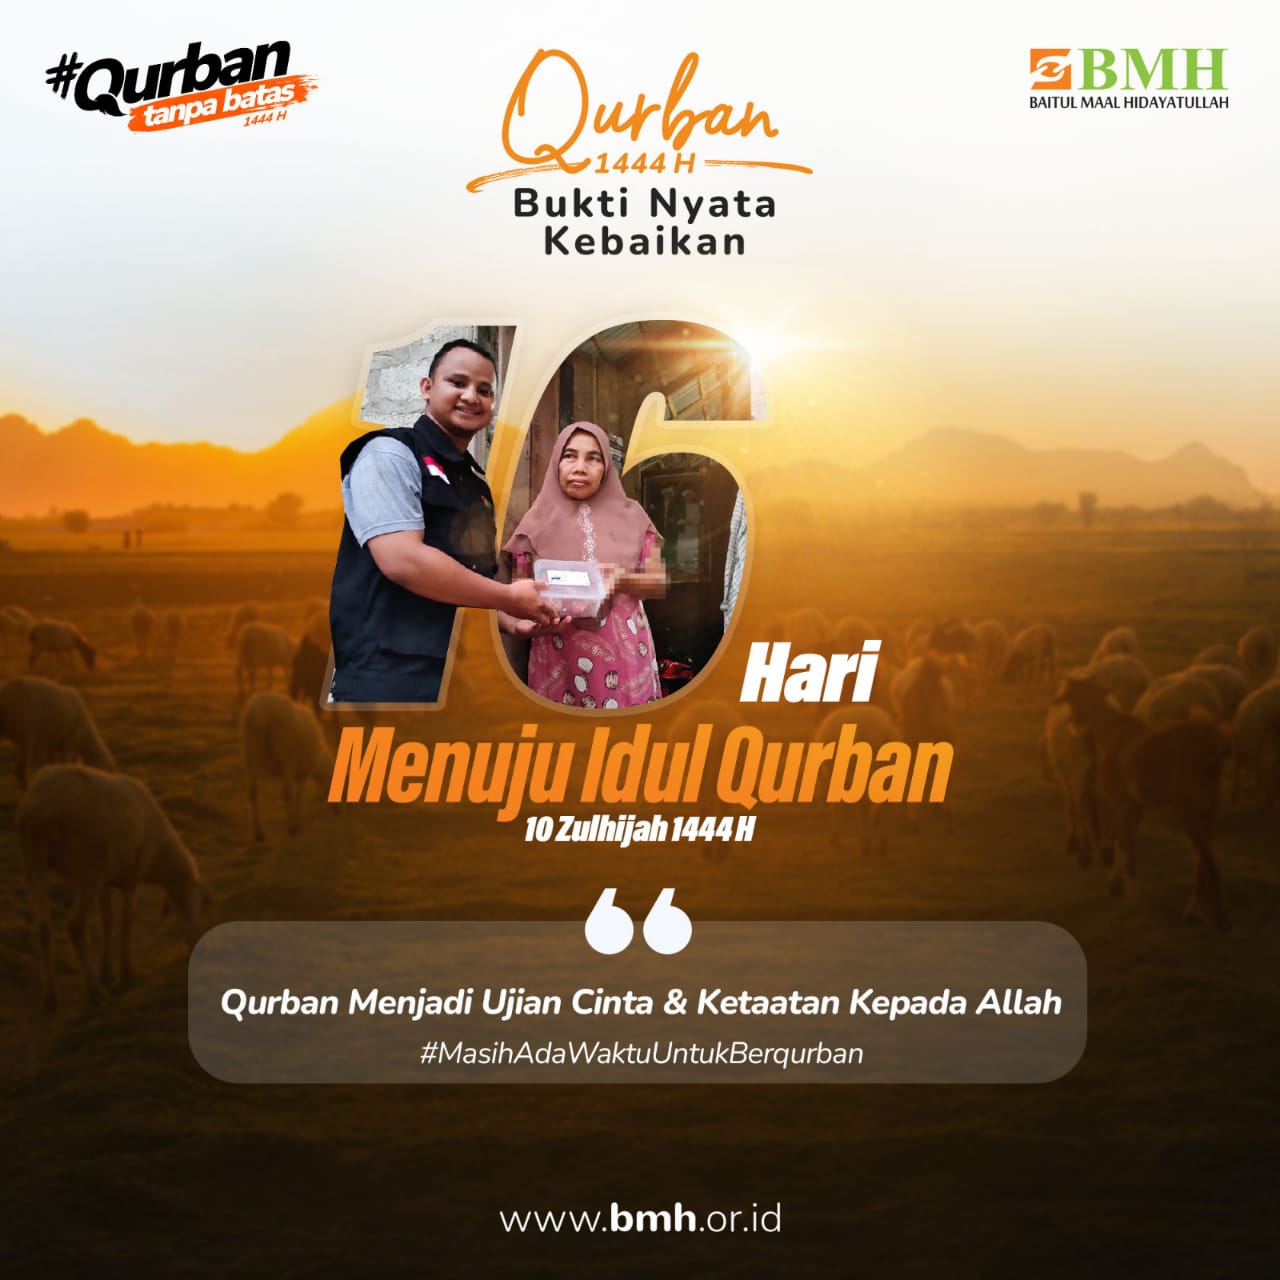 #Qurban
tanpa batas
1444 H
Qurban
1444 H
Bukti Nyata
Kebaikan
BMH
BAITUL MAAL HIDAYATULLAH
16
Hari
Menuju Idul Qurban
10 Zulhijah 1444 H
Qurban Menjadi Ujian Cinta & Ketaatan Kepada Allah
#MasihAdaWaktuUntukBerqurban
www.bmh.or.id